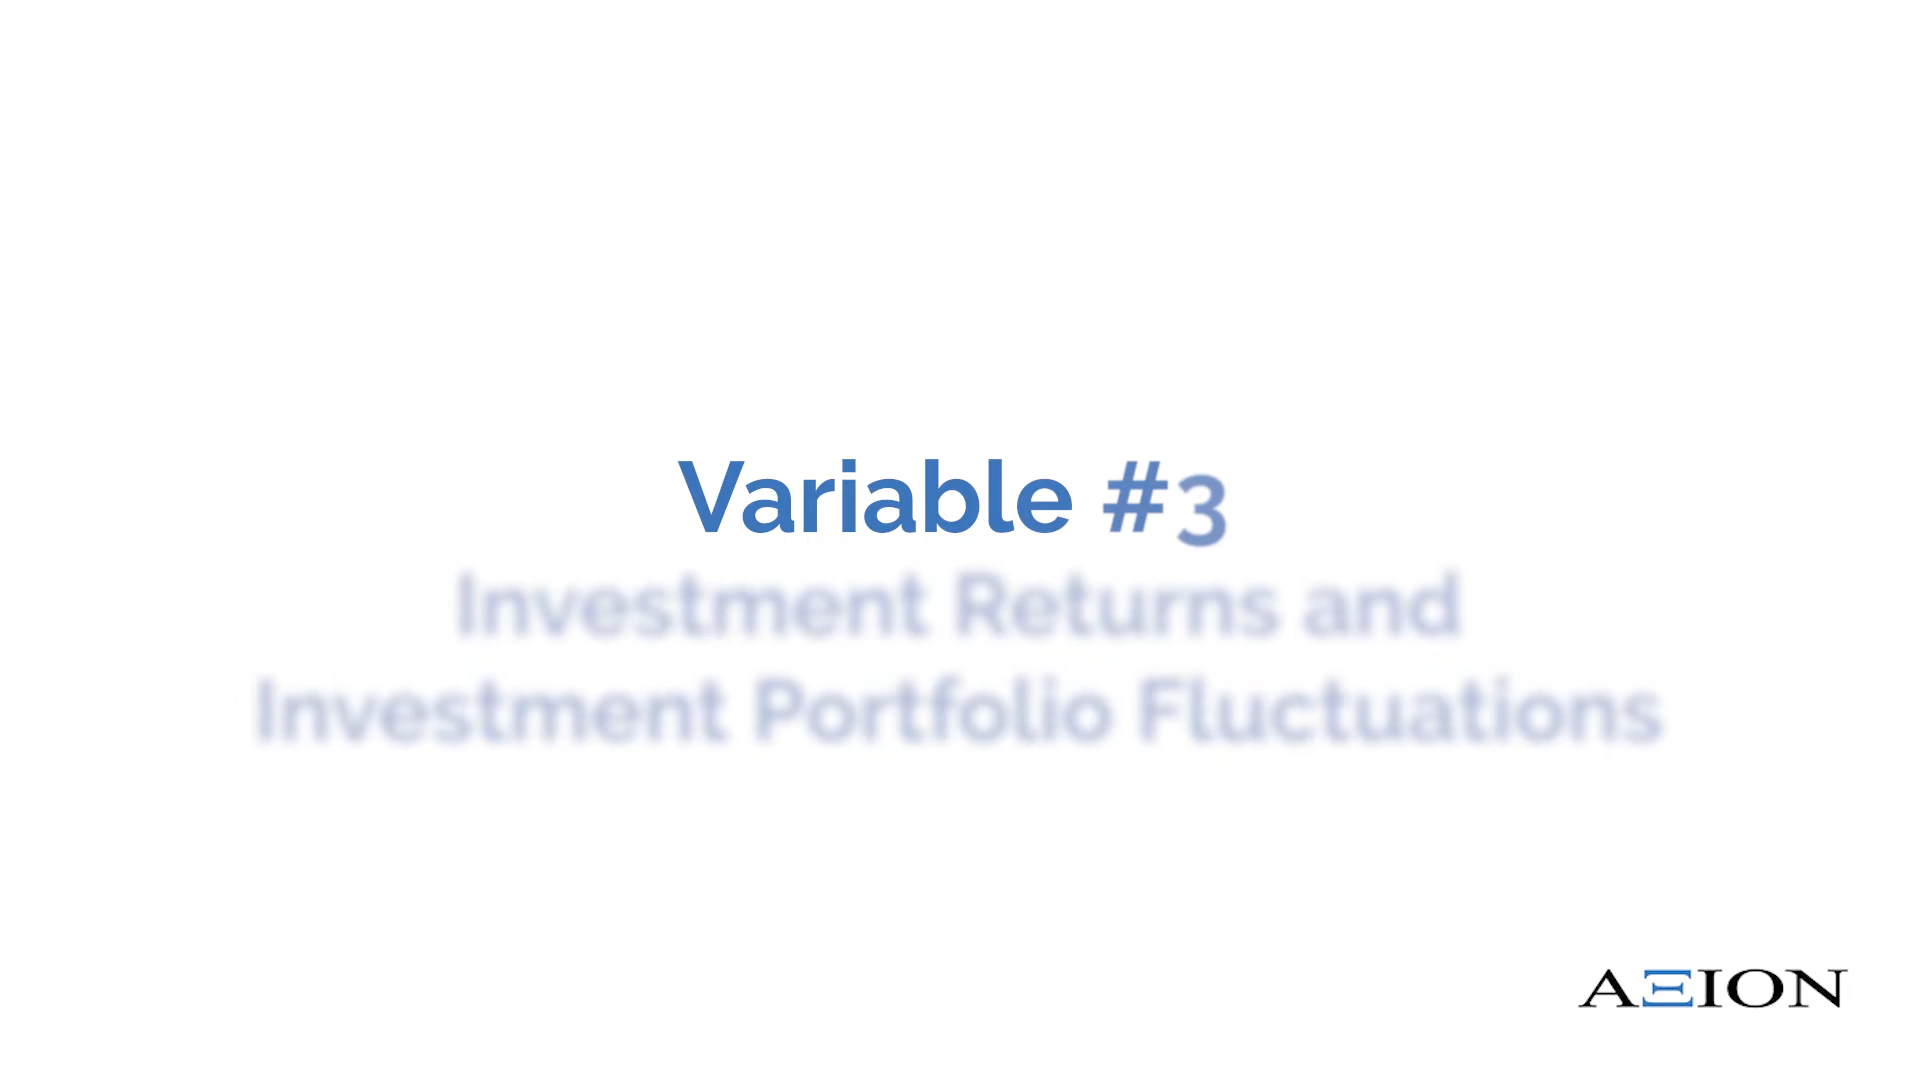 Variable #3
Investment Returns and
Investment Portfolio Fluctuations
AΞION